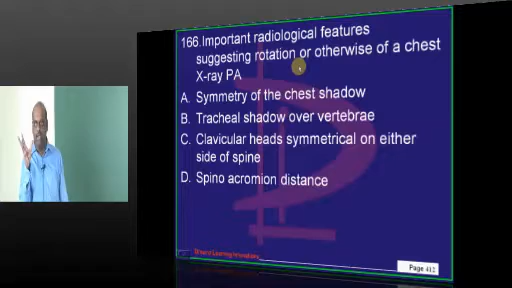 166.Important radiological features
suggesting rotation or otherwise of a chest
X-ray PA
A. Symmetry of the chest shadow
B. Tracheal shadow over vertebrae
C. Clavicular heads symmetrical on either
side of spine
D. Spino acromion distance
Learning
Page 412